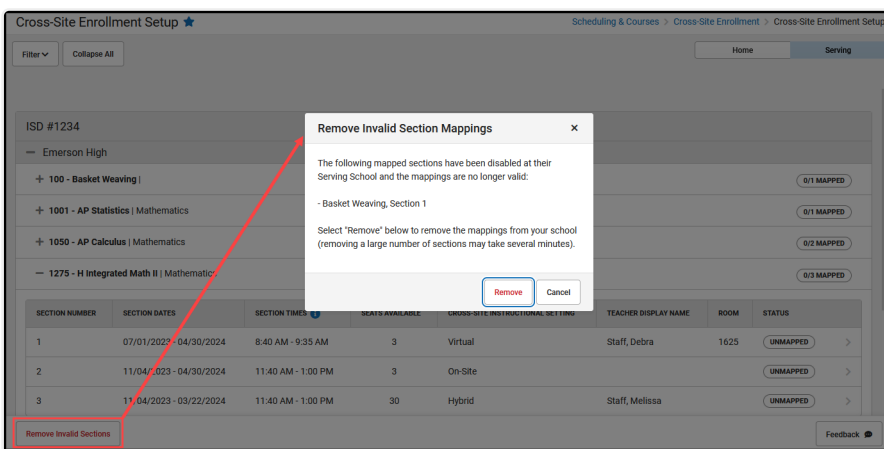 Cross-Site Enrollment Setup
Scheduling & Courses > Cross-Site Enrollment > Cross-Site Enrollment Setup
Filter
Collapse All
Home
Serving
ISD #1234
Emerson High
100 - Basket Weaving |
0/1 MAPPED
1001 - AP Statistics | Mathematics
0/1 MAPPED
1050 - AP Calculus | Mathematics
0/2 MAPPED
1275 - H Integrated Math II | Mathematics
0/3 MAPPED
Remove Invalid Section Mappings
The following mapped sections have been disabled at their
Serving School and the mappings are no longer valid:
- Basket Weaving, Section 1
Select "Remove" below to remove the mappings from your school
(removing a large number of sections may take several minutes).
Remove
Cancel
SECTION NUMBER SECTION DATES SECTION TIMES SEATS AVAILABLE CROSS-SITE INSTRUCTIONAL SETTING TEACHER DISPLAY NAME ROOM STATUS
1 07/01/2023 - 04/30/2024 8:40 AM - 9:35 AM 3 Virtual Staff, Debra 1625 UNMAPPED
2 11/04/2023 - 04/30/2024 11:40 AM - 1:00 PM 3 On-Site UNMAPPED
3 11/04/2023 - 03/22/2024 11:40 AM - 1:00 PM 30 Hybrid Staff, Melissa UNMAPPED
Remove Invalid Sections
Feedback